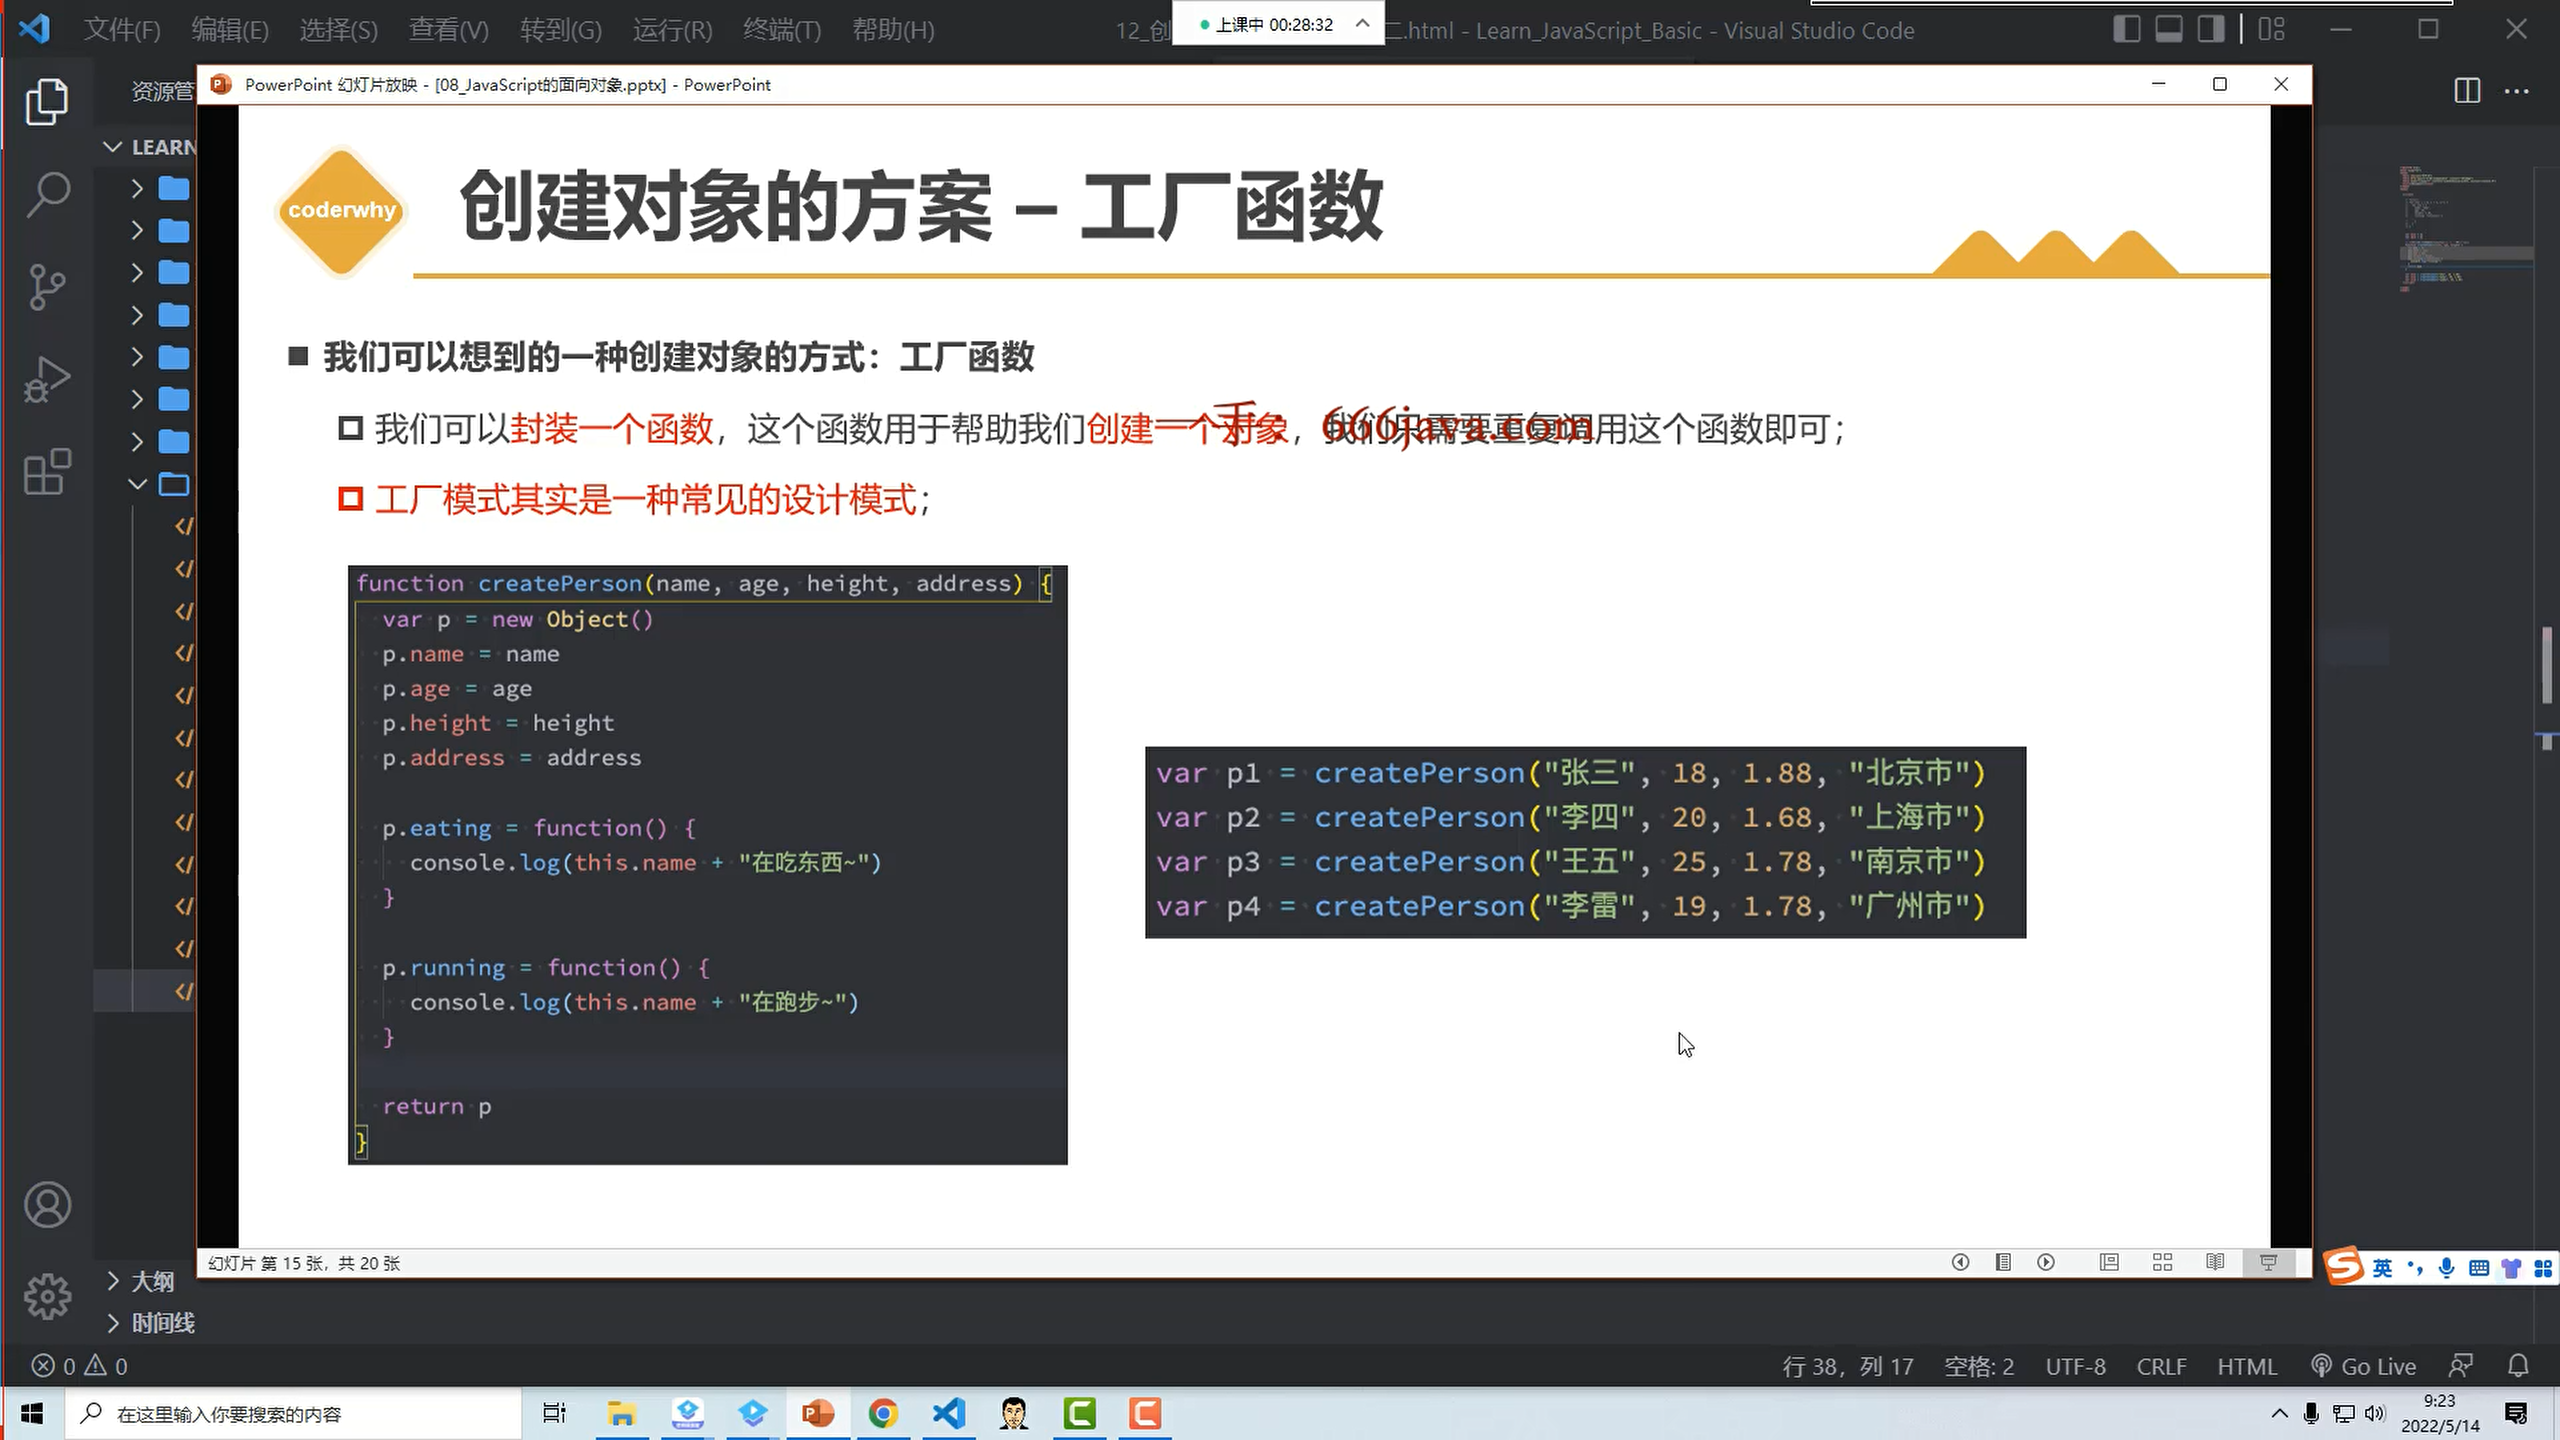 文件(F) 编辑(E) 选择(S) 查看(V) 转到(G) 运行(R) 终端(T) 帮助(H)
12_创
上课中 00:28:32
二.html - Learn_JavaScript_Basic - Visual Studio Code
资源管
PowerPoint 幻灯片放映 - [08_JavaScript的面向对象.pptx] - PowerPoint
LEARN
coderwhy
创建对象的方案 – 工厂函数
我们可以想到的一种创建对象的方式：工厂函数
我们可以封装一个函数，这个函数用于帮助我们创建一个对象，我们只需要重复调用这个函数即可；
一手：666java.com
工厂模式其实是一种常见的设计模式；
function createPerson(name, age, height, address) {
var p = new Object()
p.name = name
p.age = age
p.height = height
p.address = address
p.eating = function() {
console.log(this.name + "在吃东西~")
}
p.running = function() {
console.log(this.name + "在跑步~")
}
return p
}
var p1 = createPerson("张三", 18, 1.88, "北京市")
var p2 = createPerson("李四", 20, 1.68, "上海市")
var p3 = createPerson("王五", 25, 1.78, "南京市")
var p4 = createPerson("李雷", 19, 1.78, "广州市")
幻灯片 第 15 张，共 20 张
英
大纲
时间线
0 0
行 38，列 17 空格: 2 UTF-8 CRLF HTML Go Live
在这里输入你要搜索的内容
9:23
2022/5/14